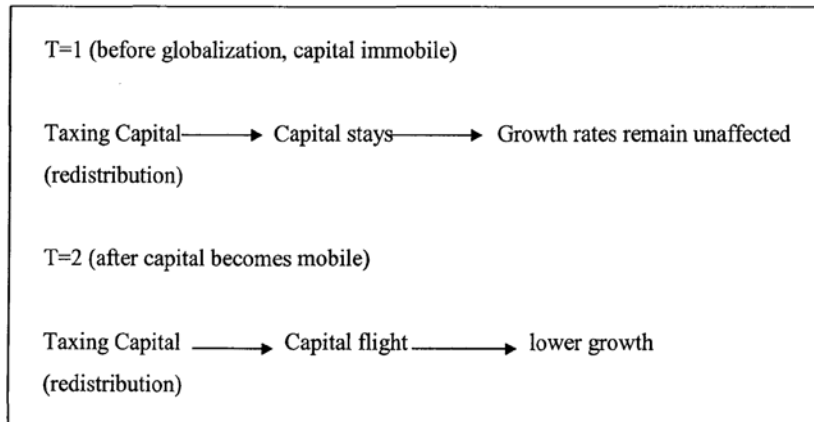 T=1 (before globalization, capital immobile)
Taxing Capital Capital stays Growth rates remain unaffected
(redistribution)
T=2 (after capital becomes mobile)
Taxing Capital Capital flight lower growth
(redistribution)